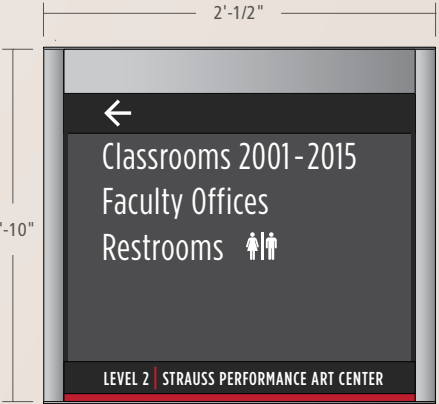 2'-1/2"
Classrooms 2001-2015
Faculty Offices
'-10"
Restrooms
LEVEL 2 | STRAUSS PERFORMANCE ART CENTER